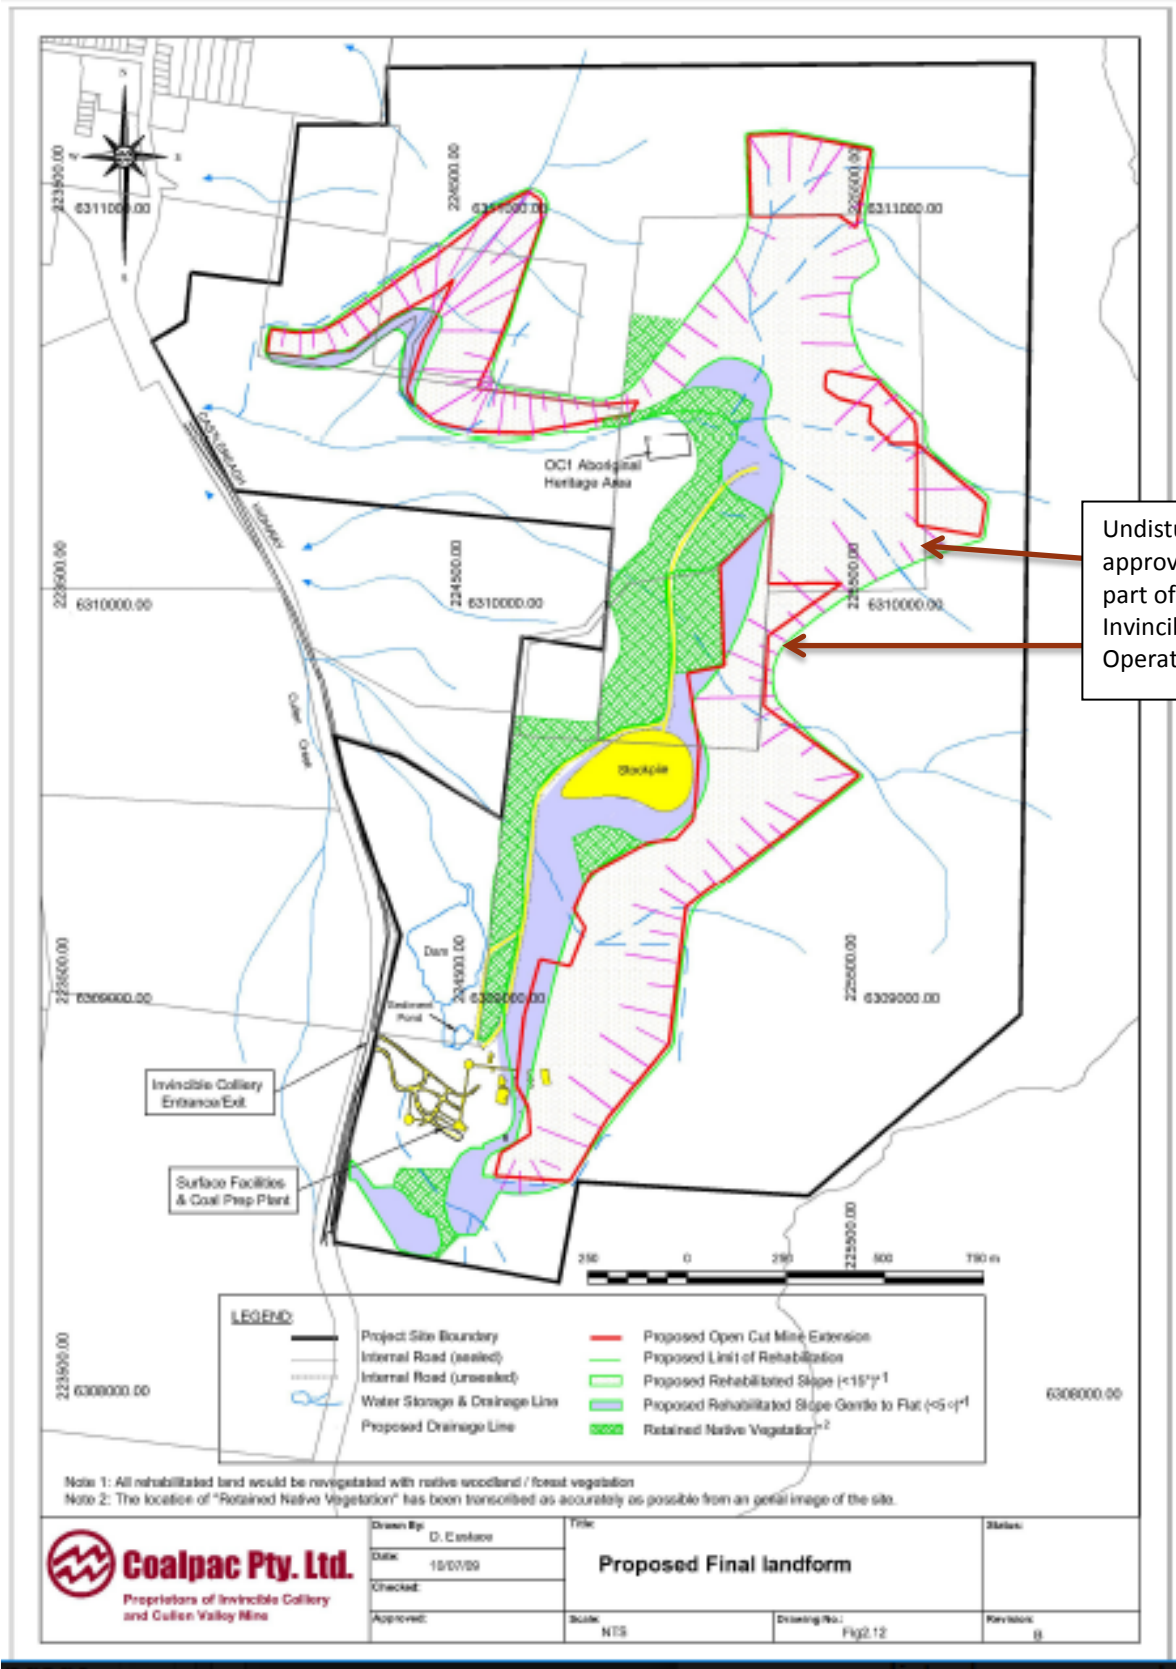 N
W
S
223500.00
6311000.00
224500.00
6311000.00
225500.00
6311000.00
CASTLEREAGH
HIGHWAY
OC1 Aboriginal
Heritage Area
Undistu
approv
part of
Invincil
Operat
223500.00
6310000.00
224500.00
6310000.00
225500.00
6310000.00
Cullen Creek
Stockpile
Dam
Sediment
Pond
223500.00
6309000.00
224500.00
6309000.00
225500.00
6309000.00
Invincible Colliery
Entrance/Exit
Surface Facilities
& Coal Prep Plant
225500.00
250 0 250 500 750 m
LEGEND:
Project Site Boundary
Internal Road (sealed)
Internal Road (unsealed)
Water Storage & Drainage Line
Proposed Drainage Line
Proposed Open Cut Mine Extension
Proposed Limit of Rehabilitation
Proposed Rehabilitated Slope (<15°)*1
Proposed Rehabilitated Slope Gentle to Flat (<5°)*1
Retained Native Vegetation*2
223500.00
6308000.00
6308000.00
Note 1: All rehabilitated land would be revegetated with native woodland / forest vegetation
Note 2: The location of "Retained Native Vegetation" has been transcribed as accurately as possible from an aerial image of the site.
Coalpac Pty. Ltd.
Proprietors of Invincible Colliery
and Cullen Valley Mine
Drawn By:
D. Eustace
Date:
10/07/09
Checked:
Approved:
Title:
Proposed Final landform
Scale:
NTS
Drawing No.:
Fig2.12
Status:
Revision:
B